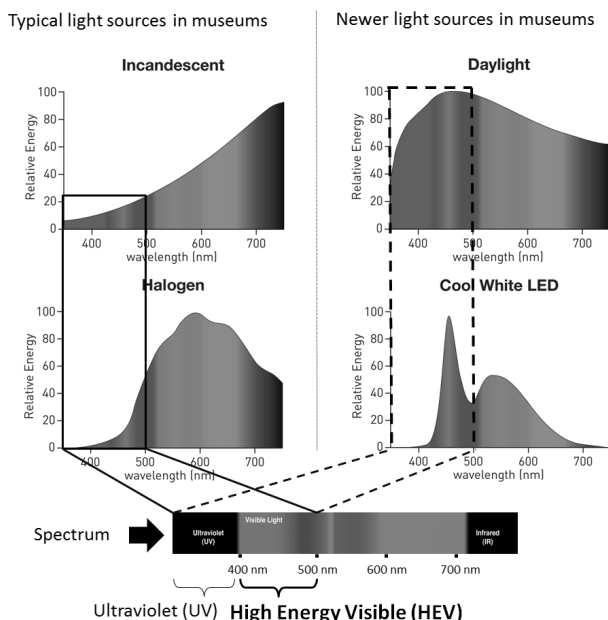 Typical light sources in museums
Newer light sources in museums
Incandescent
Relative Energy
100
80
60
40
20
0
400 500 600 700
wavelength (nm)
Daylight
Relative Energy
100
80
60
40
20
0
400 500 600 700
wavelength (nm)
Halogen
Relative Energy
100
80
60
40
20
0
400 500 600 700
wavelength (nm)
Cool White LED
Relative Energy
100
80
60
40
20
0
400 500 600 700
wavelength (nm)
Spectrum
Ultraviolet
(UV)
Visible Light
Infrared
(IR)
400 nm 500 nm 600 nm 700 nm
Ultraviolet (UV) High Energy Visible (HEV)